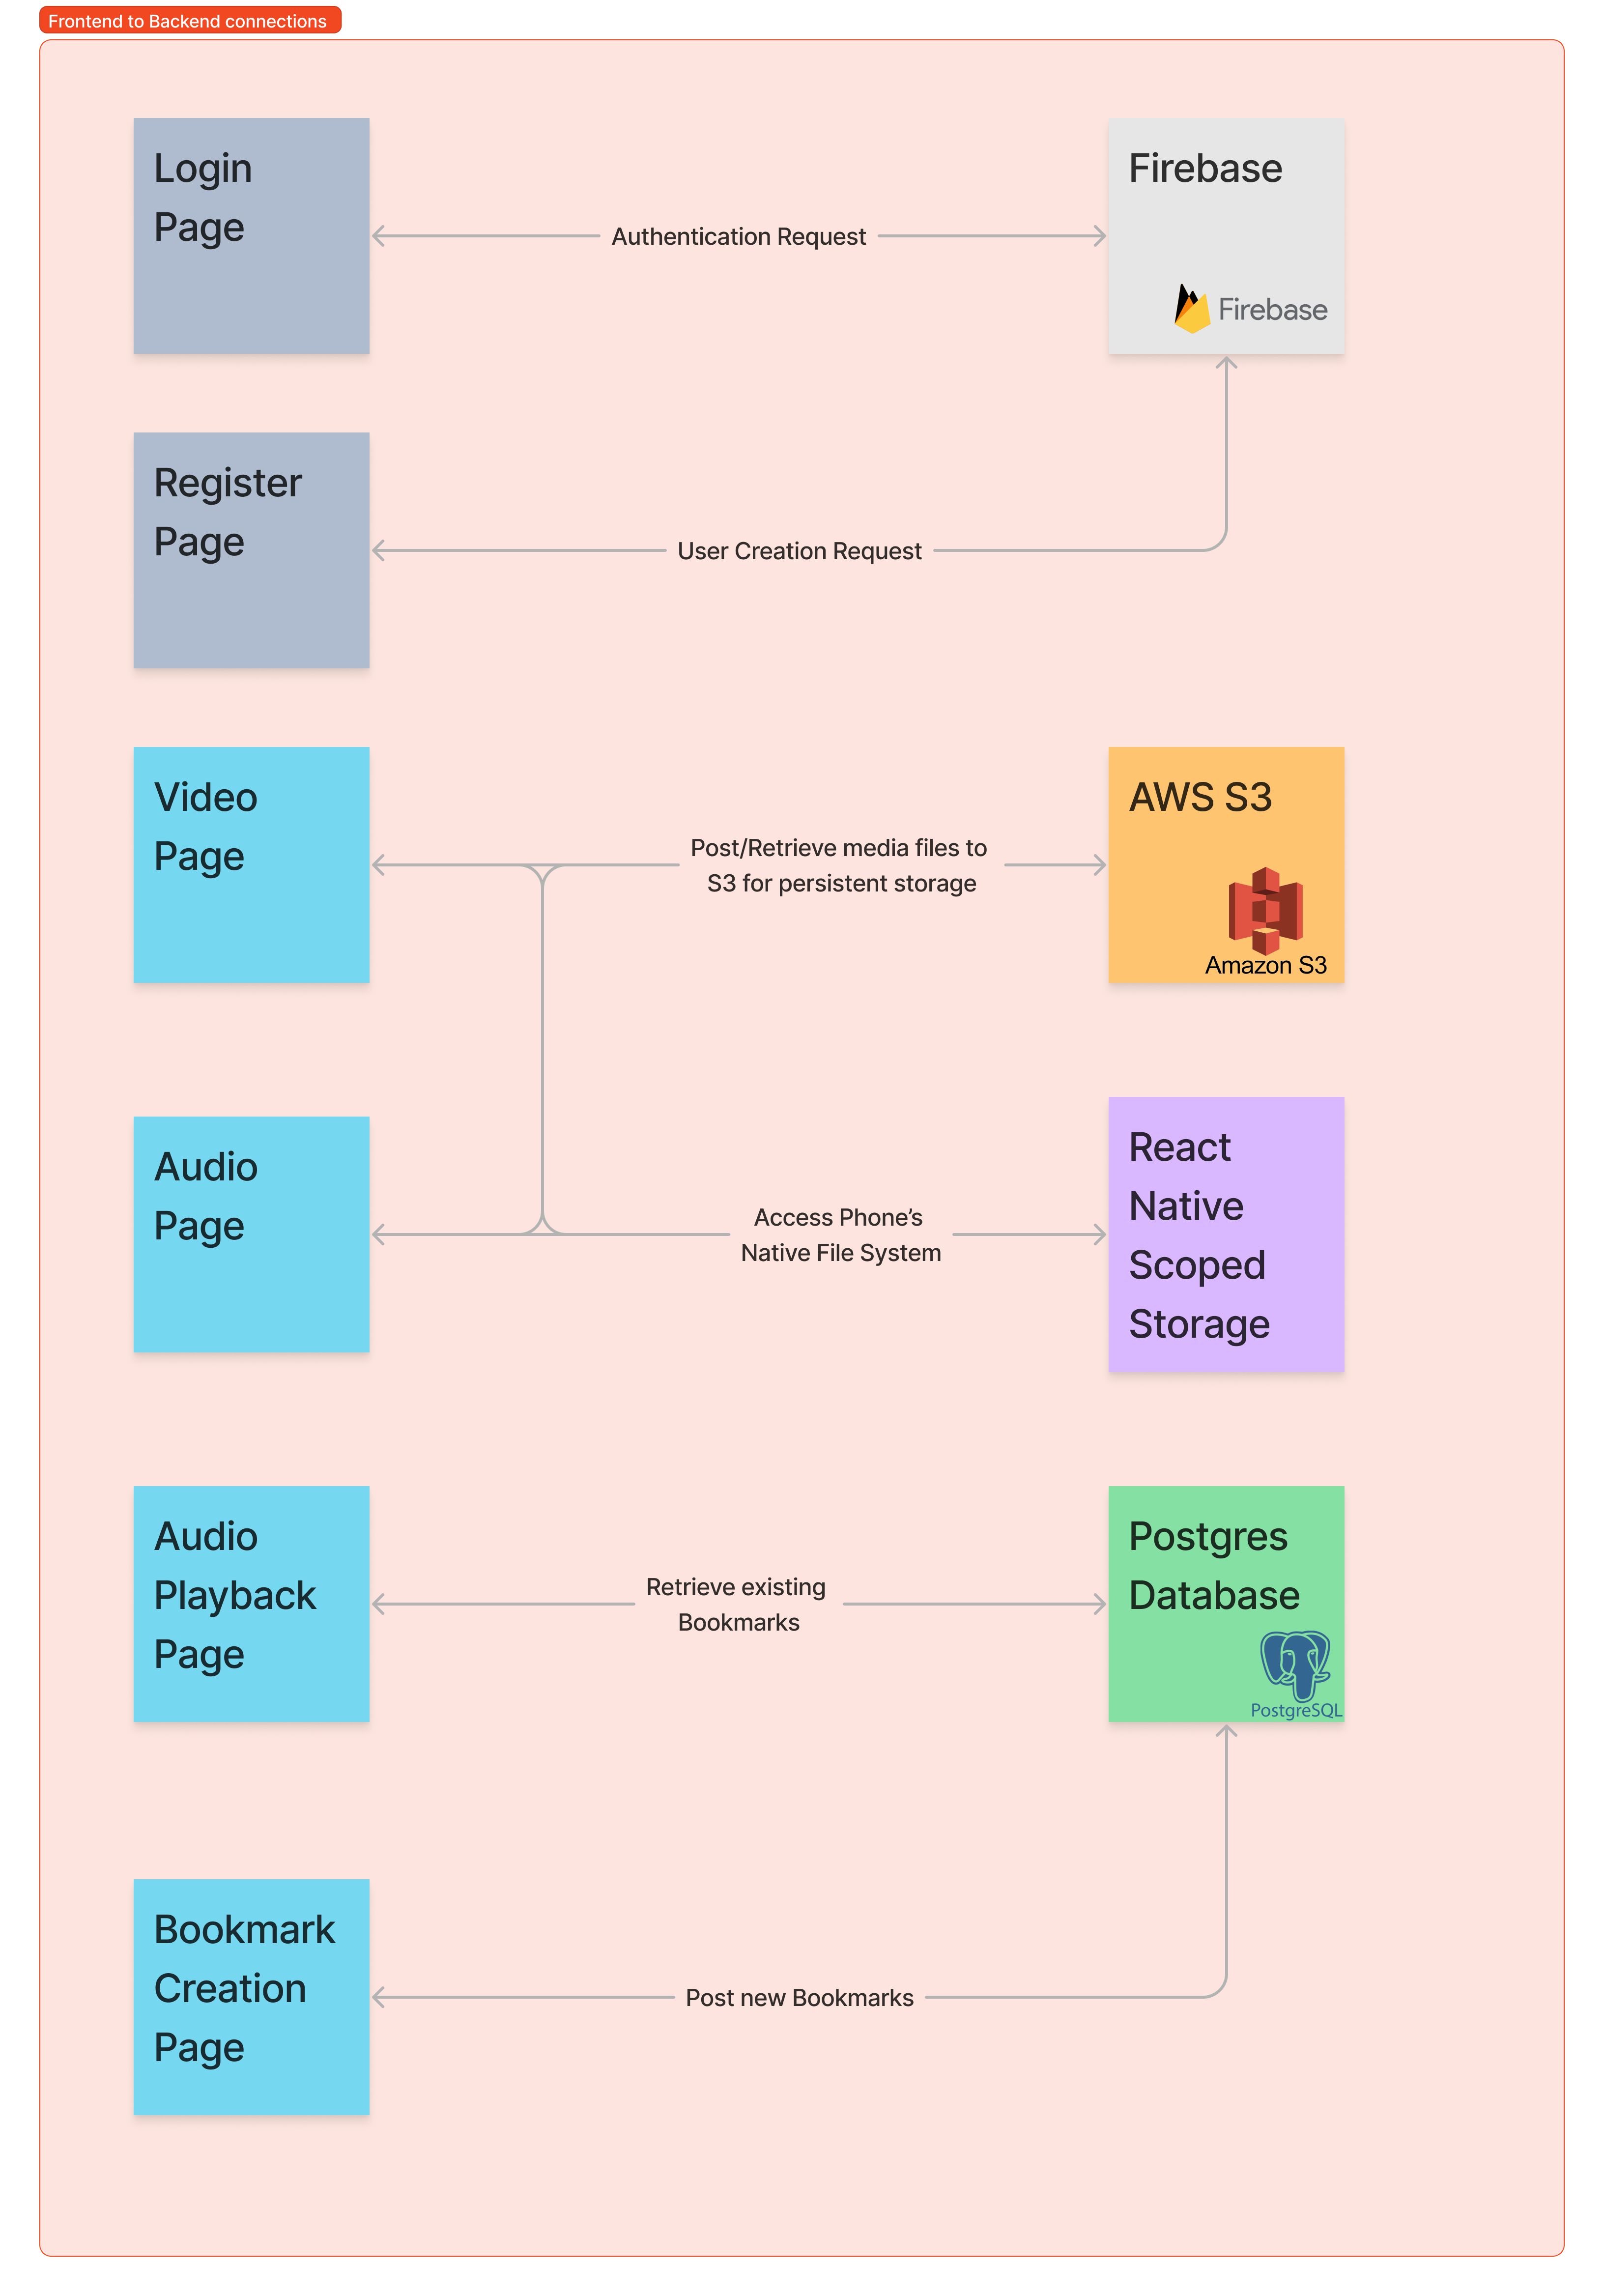 Frontend to Backend connections
Login
Page
Authentication Request
Firebase
Firebase
Register
Page
User Creation Request
Video
Page
Post/Retrieve media files to
S3 for persistent storage
AWS S3
Amazon S3
Audio
Page
Access Phone’s
Native File System
React
Native
Scoped
Storage
Audio
Playback
Page
Retrieve existing
Bookmarks
Postgres
Database
PostgreSQL
Bookmark
Creation
Page
Post new Bookmarks